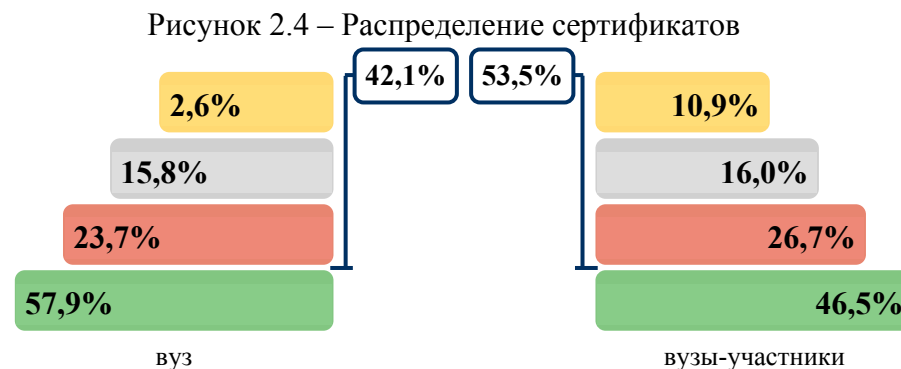 Рисунок 2.4 – Распределение сертификатов
42,1% 53,5%
2,6% 10,9%
15,8% 16,0%
23,7% 26,7%
57,9% 46,5%
вуз вузы-участники